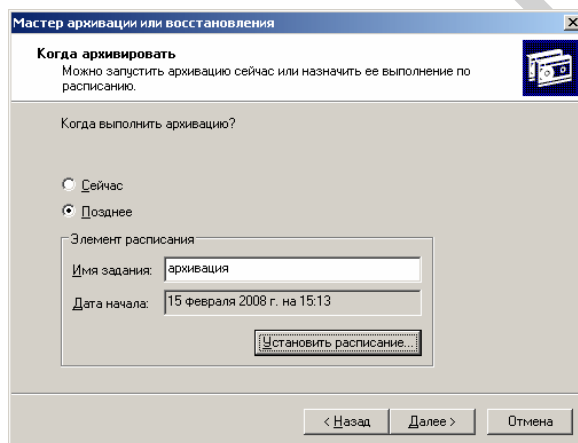 Мастер архивации или восстановления
Когда архивировать
Можно запустить архивацию сейчас или назначить ее выполнение по
расписанию.
Когда выполнить архивацию?
Сейчас
Позднее
Элемент расписания
Имя задания: архивация
Дата начала: 15 февраля 2008 г. на 15:13
Установить расписание...
< Назад Далее > Отмена